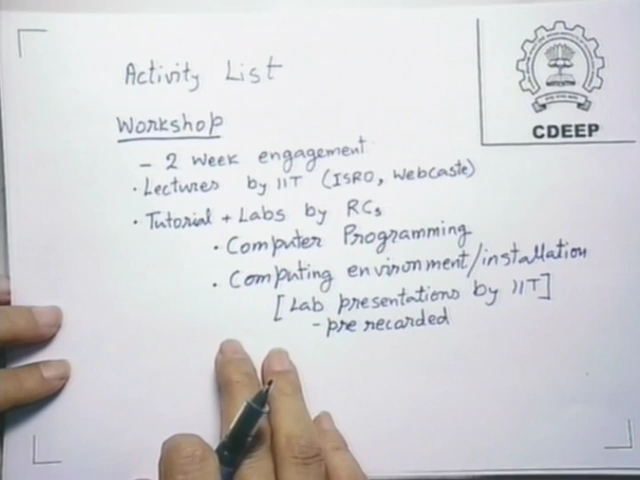 Activity List
Workshop
- 2 Week engagement
· Lectures by IIT (ISRO, Webcaste)
· Tutorial + Labs by RCs
· Computer Programming
· Computing environment/installation
[Lab presentations by IIT]
- pre recarded
CDEEP